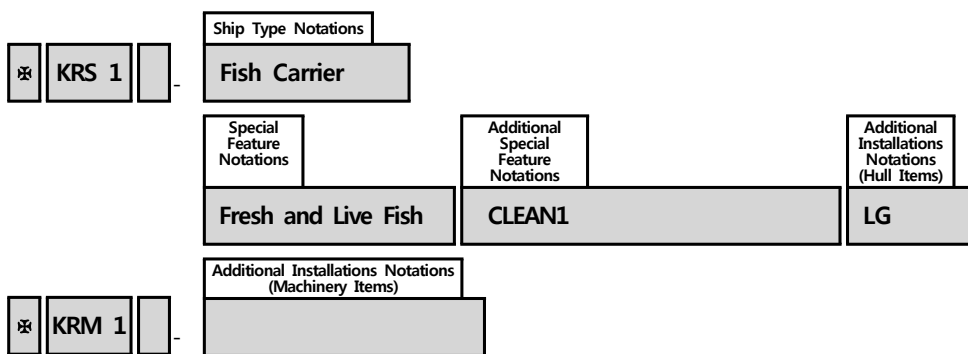 Ship Type Notations
✠ KRS 1 - Fish Carrier
Special Feature Notations
Additional Special Feature Notations
Additional Installations Notations (Hull Items)
Fresh and Live Fish CLEAN1 LG
Additional Installations Notations
(Machinery Items)
✠ KRM 1 -